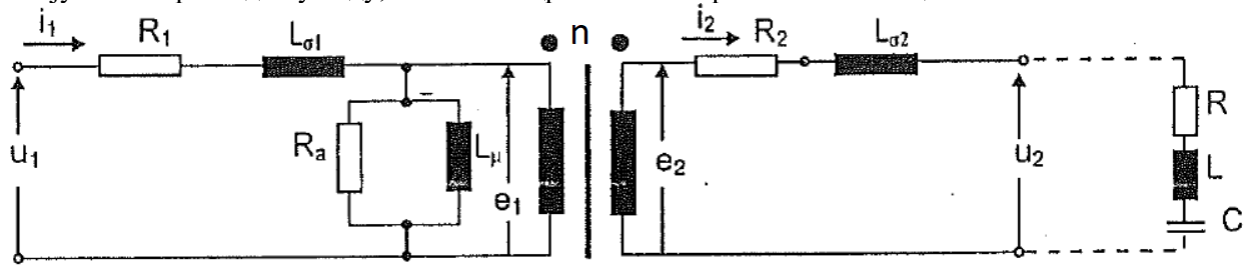 i₁
R₁
Lσ1
n
i₂
R₂
Lσ2
u₁
Rₐ
Lμ
e₁
e₂
u₂
R
L
C